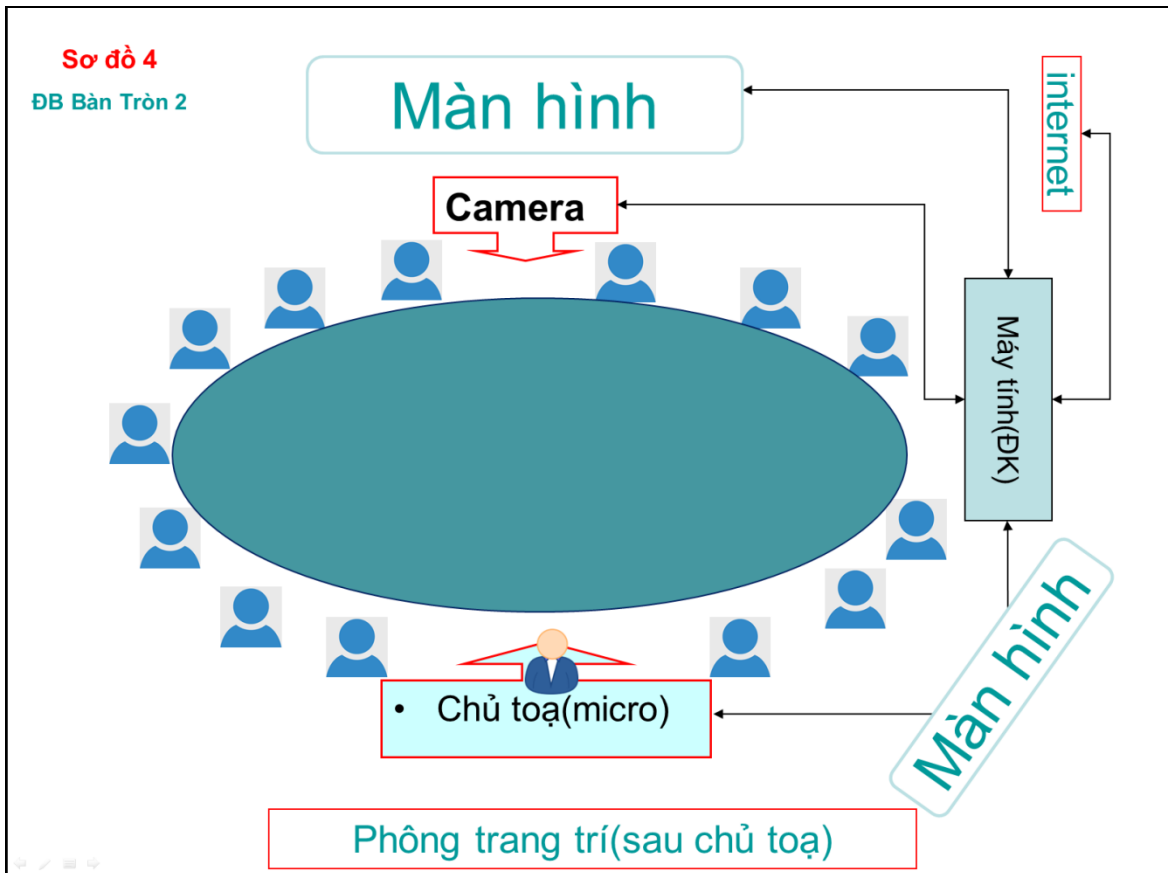 Sơ đồ 4
ĐB Bàn Tròn 2
Màn hình
internet
Camera
Máy tính(ĐK)
Màn hình
• Chủ toạ(micro)
Phông trang trí(sau chủ toạ)